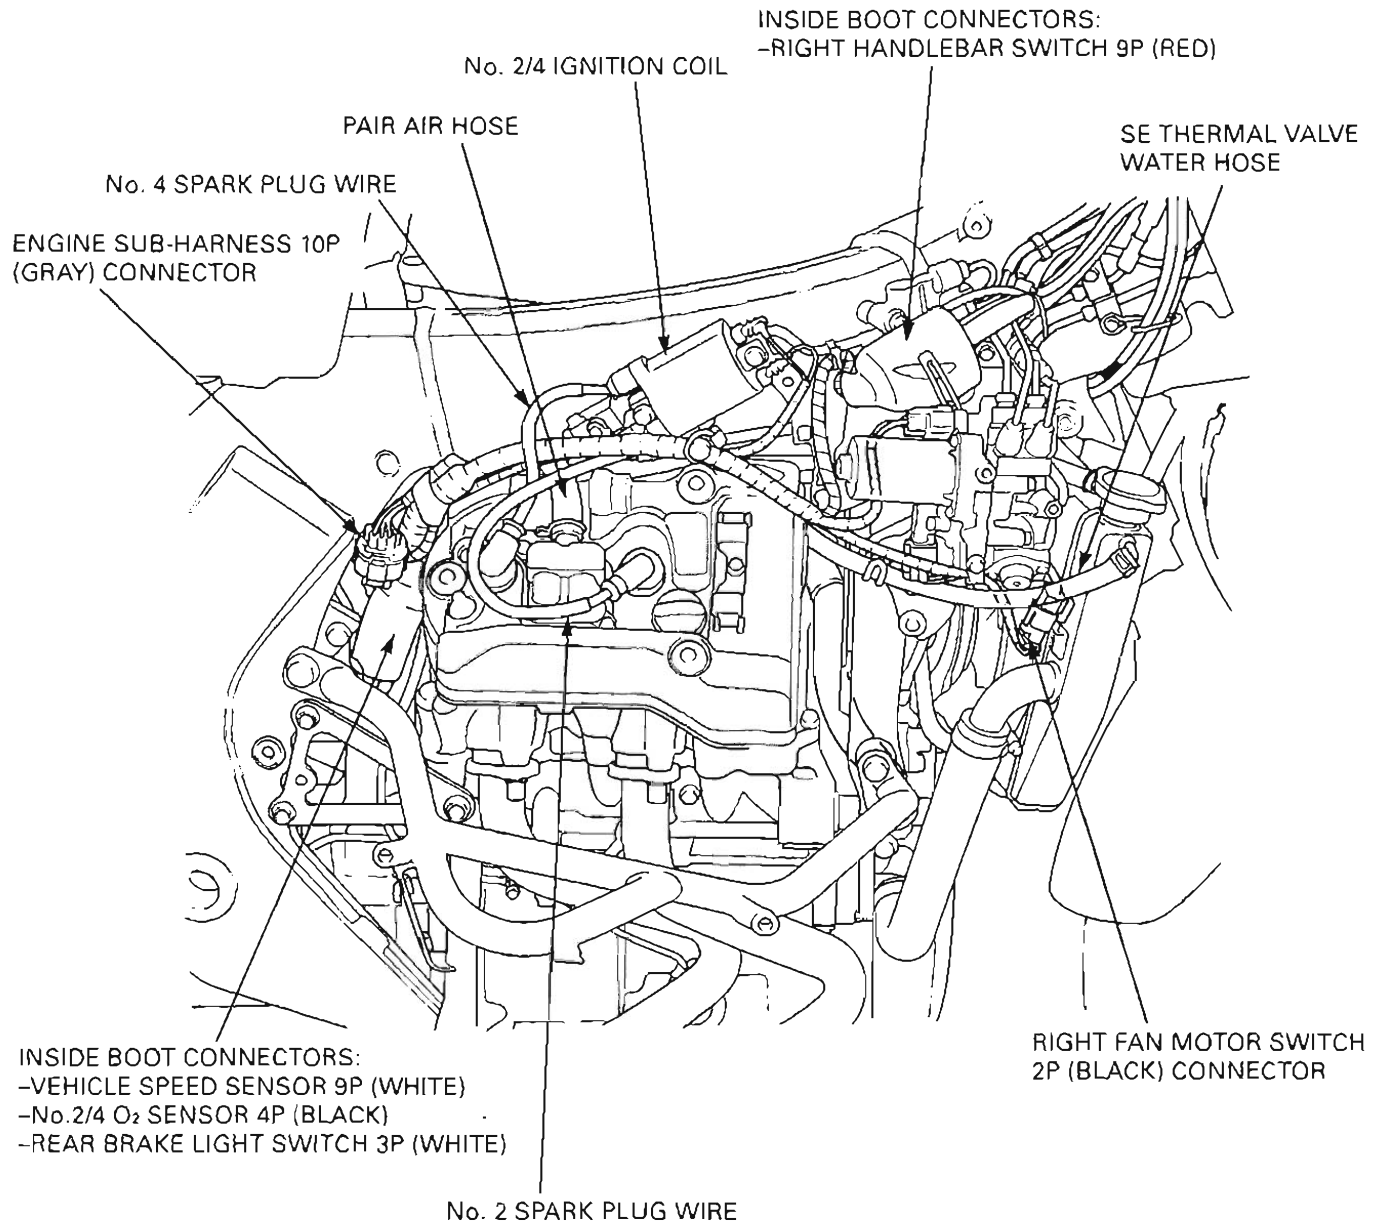 INSIDE BOOT CONNECTORS:
–RIGHT HANDLEBAR SWITCH 9P (RED)
No. 2/4 IGNITION COIL
PAIR AIR HOSE
SE THERMAL VALVE
WATER HOSE
No. 4 SPARK PLUG WIRE
ENGINE SUB-HARNESS 10P
(GRAY) CONNECTOR
RIGHT FAN MOTOR SWITCH
2P (BLACK) CONNECTOR
INSIDE BOOT CONNECTORS:
–VEHICLE SPEED SENSOR 9P (WHITE)
–No.2/4 O₂ SENSOR 4P (BLACK)
–REAR BRAKE LIGHT SWITCH 3P (WHITE)
No. 2 SPARK PLUG WIRE